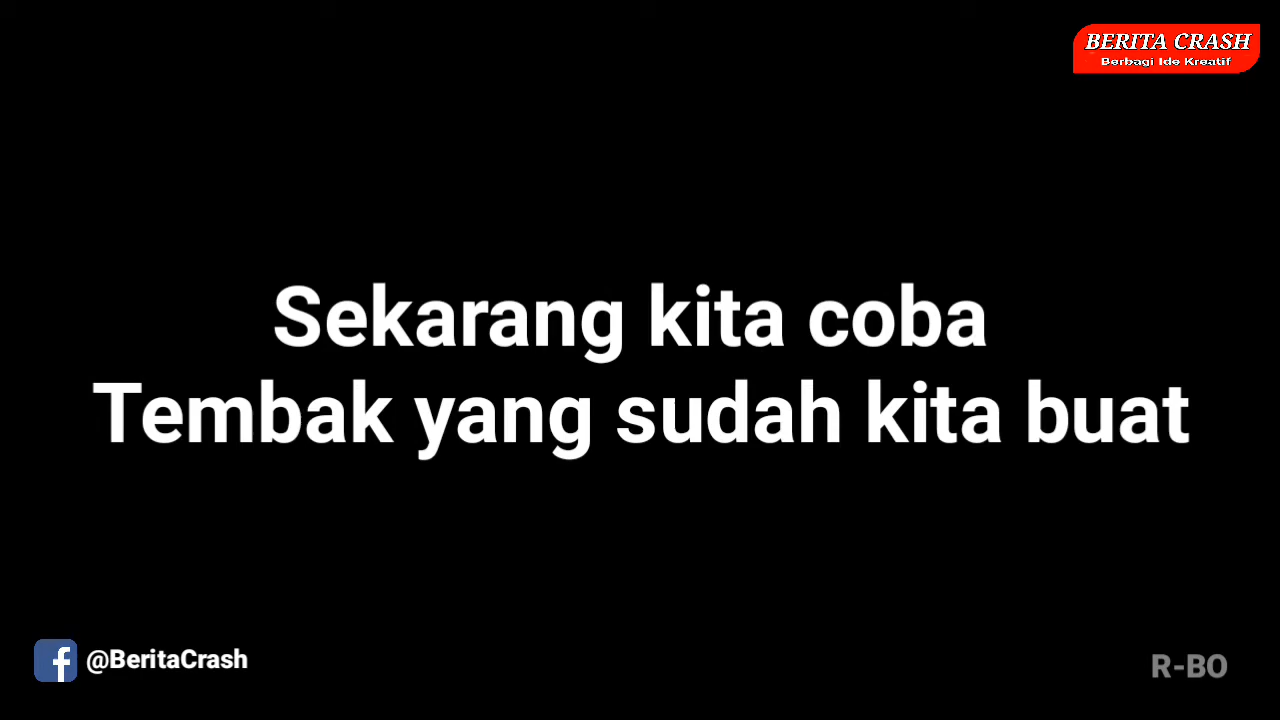 BERITA CRASH
Berbagi Ide Kreatif
Sekarang kita coba
Tembak yang sudah kita buat
@BeritaCrash
R-BO